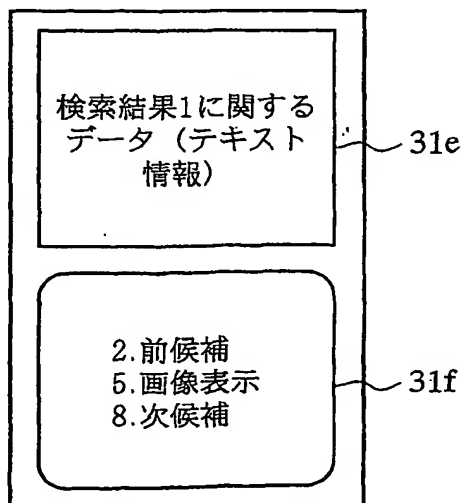 検索結果1に関する
データ（テキスト
情報）
31e
2.前候補
5.画像表示
8.次候補
31f